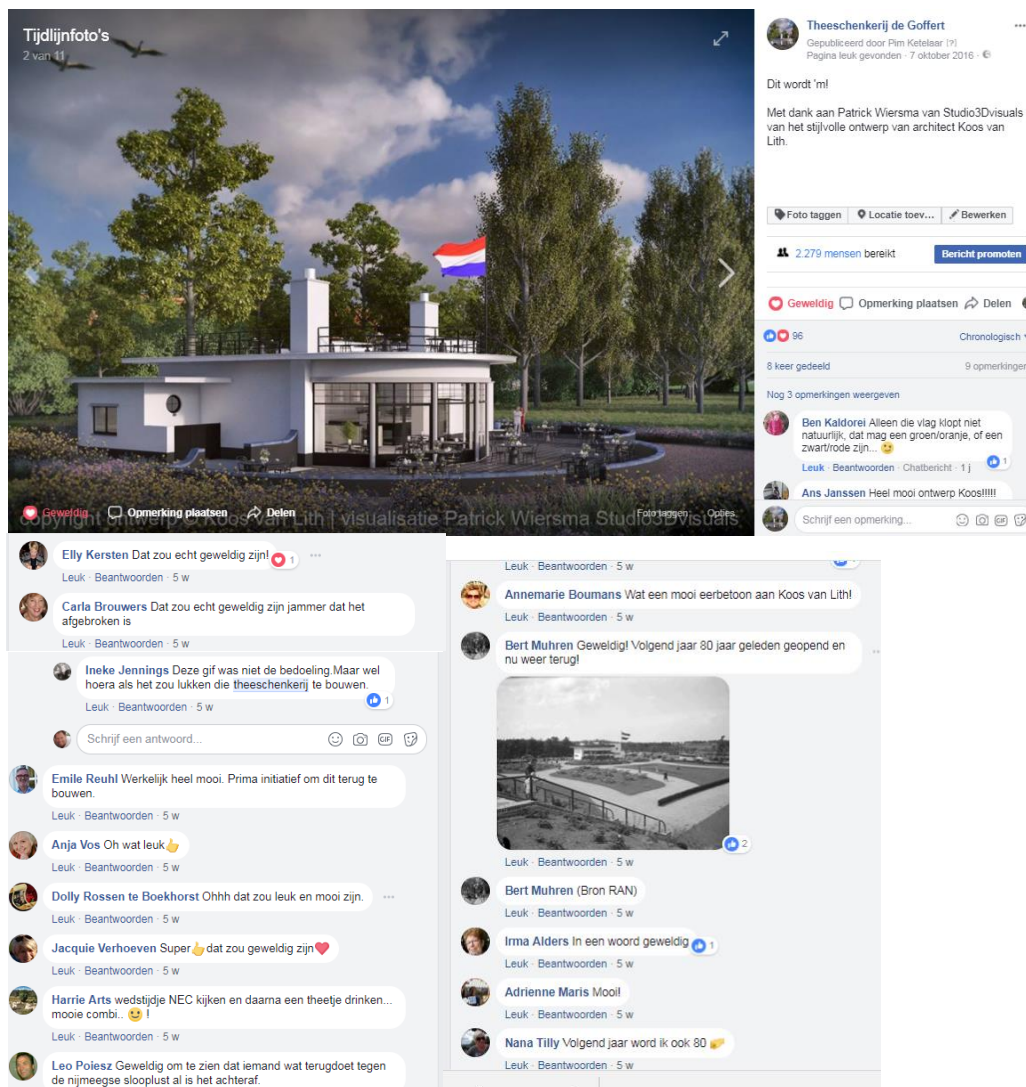 Tijdlijnfoto's
2 van 11
Geweldig Opmerking plaatsen Delen
Foto taggen Opties
copyright ontwerp © Koos van Lith | visualisatie Patrick Wiersma Studio3Dvisuals
Theeschenkerij de Goffert
Gepubliceerd door Pim Ketelaar [?]
Pagina leuk gevonden · 7 oktober 2016 ·
Dit wordt 'm!
Met dank aan Patrick Wiersma van Studio3Dvisuals
van het stijlvolle ontwerp van architect Koos van
Lith.
Foto taggen Locatie toev... Bewerken
2.279 mensen bereikt Bericht promoten
Geweldig Opmerking plaatsen Delen
96 Chronologisch
8 keer gedeeld 9 opmerkingen
Nog 3 opmerkingen weergeven
Ben Kaldorei Alleen die vlag klopt niet
natuurlijk, dat mag een groen/oranje, of een
zwart/rode zijn... 😉
1
Leuk · Beantwoorden · Chatbericht · 1 j
Ans Janssen Heel mooi ontwerp Koos!!!!!
Schrijf een opmerking... GIF
Elly Kersten Dat zou echt geweldig zijn! 1
Leuk · Beantwoorden · 5 w
Carla Brouwers Dat zou echt geweldig zijn jammer dat het
afgebroken is
Leuk · Beantwoorden · 5 w
Ineke Jennings Deze gif was niet de bedoeling.Maar wel
hoera als het zou lukken die theeschenkerij te bouwen.
1
Leuk · Beantwoorden · 5 w
Schrijf een antwoord... GIF
Emile Reuhl Werkelijk heel mooi. Prima initiatief om dit terug te
bouwen.
Leuk · Beantwoorden · 5 w
Anja Vos Oh wat leuk👍
Leuk · Beantwoorden · 5 w
Dolly Rossen te Boekhorst Ohhh dat zou leuk en mooi zijn.
Leuk · Beantwoorden · 5 w
Jacquie Verhoeven Super👍dat zou geweldig zijn❤️
Leuk · Beantwoorden · 5 w
Harrie Arts wedstijdje NEC kijken en daarna een theetje drinken...
mooie combi.. 🙂 !
Leuk · Beantwoorden · 5 w
Leo Poiesz Geweldig om te zien dat iemand wat terugdoet tegen
de nijmeegse slooplust al is het achteraf.
Leuk · Beantwoorden · 5 w
Annemarie Boumans Wat een mooi eerbetoon aan Koos van Lith!
Leuk · Beantwoorden · 5 w
Bert Muhren Geweldig! Volgend jaar 80 jaar geleden geopend en
nu weer terug!
2
Leuk · Beantwoorden · 5 w
Bert Muhren (Bron RAN)
Leuk · Beantwoorden · 5 w
Irma Alders In een woord geweldig 1
Leuk · Beantwoorden · 5 w
Adrienne Maris Mooi!
Leuk · Beantwoorden · 5 w
Nana Tilly Volgend jaar word ik ook 80 🤛
Leuk · Beantwoorden · 5 w